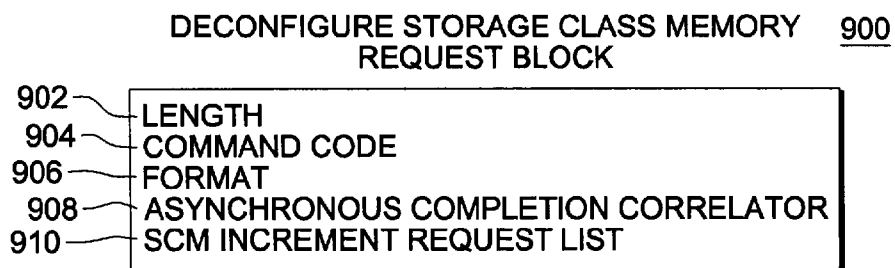 DECONFIGURE STORAGE CLASS MEMORY 900
REQUEST BLOCK
902 LENGTH
904 COMMAND CODE
906 FORMAT
908 ASYNCHRONOUS COMPLETION CORRELATOR
910 SCM INCREMENT REQUEST LIST